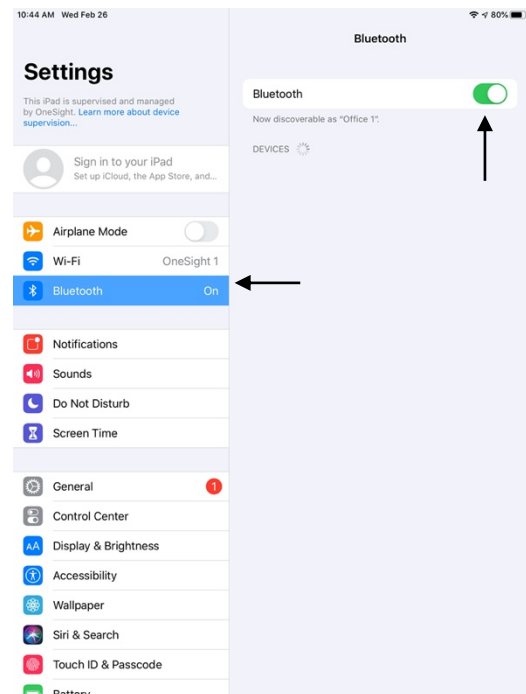 10:44 AM Wed Feb 26
80%
Settings
This iPad is supervised and managed
by OneSight. Learn more about device
supervision...
Sign in to your iPad
Set up iCloud, the App Store, and...
Airplane Mode
Wi-Fi OneSight 1
Bluetooth On
Notifications
Sounds
Do Not Disturb
Screen Time
General 1
Control Center
AA Display & Brightness
Accessibility
Wallpaper
Siri & Search
Touch ID & Passcode
Battery
Bluetooth
Bluetooth
Now discoverable as "Office 1".
DEVICES